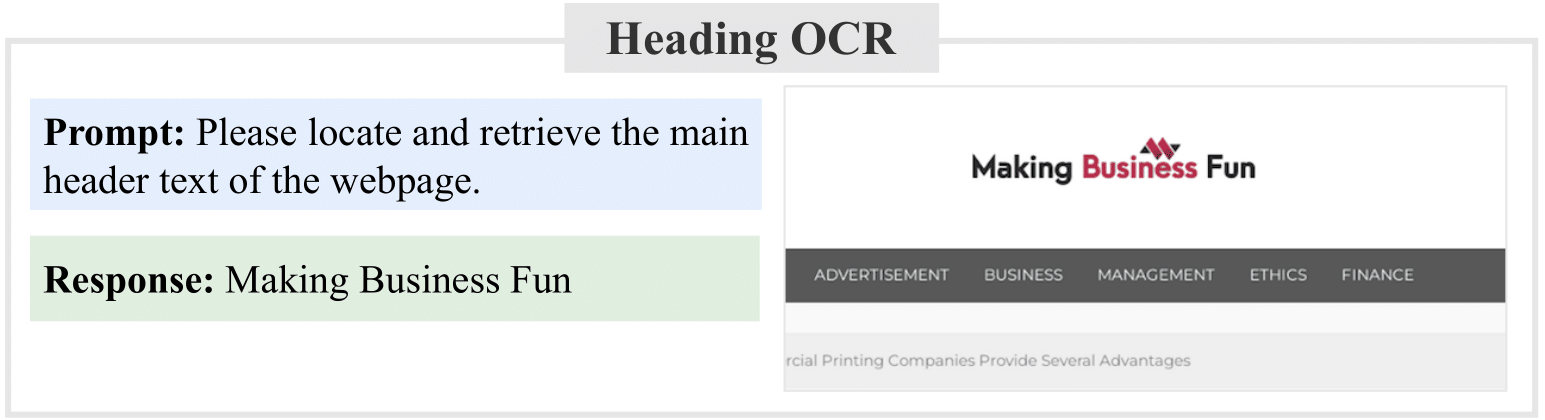 Heading OCR
Prompt: Please locate and retrieve the main
header text of the webpage.
Response: Making Business Fun
Making Business Fun
ADVERTISEMENT BUSINESS MANAGEMENT ETHICS FINANCE
rcial Printing Companies Provide Several Advantages